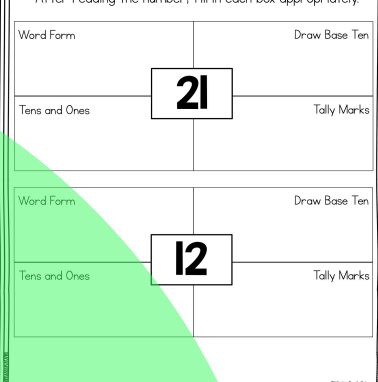 After reading the number, fill in each box appropriately.
Word Form Draw Base Ten
21
Tens and Ones Tally Marks
Word Form Draw Base Ten
12
Tens and Ones Tally Marks